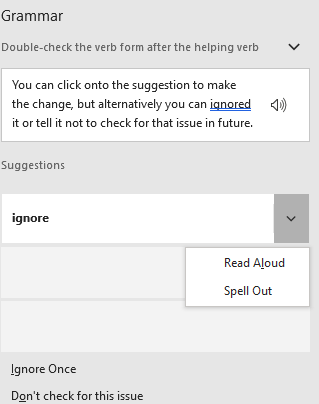 Grammar
Double-check the verb form after the helping verb
You can click onto the suggestion to make
the change, but alternatively you can ignored
it or tell it not to check for that issue in future.
Suggestions
ignore
Read Aloud
Spell Out
Ignore Once
Don't check for this issue